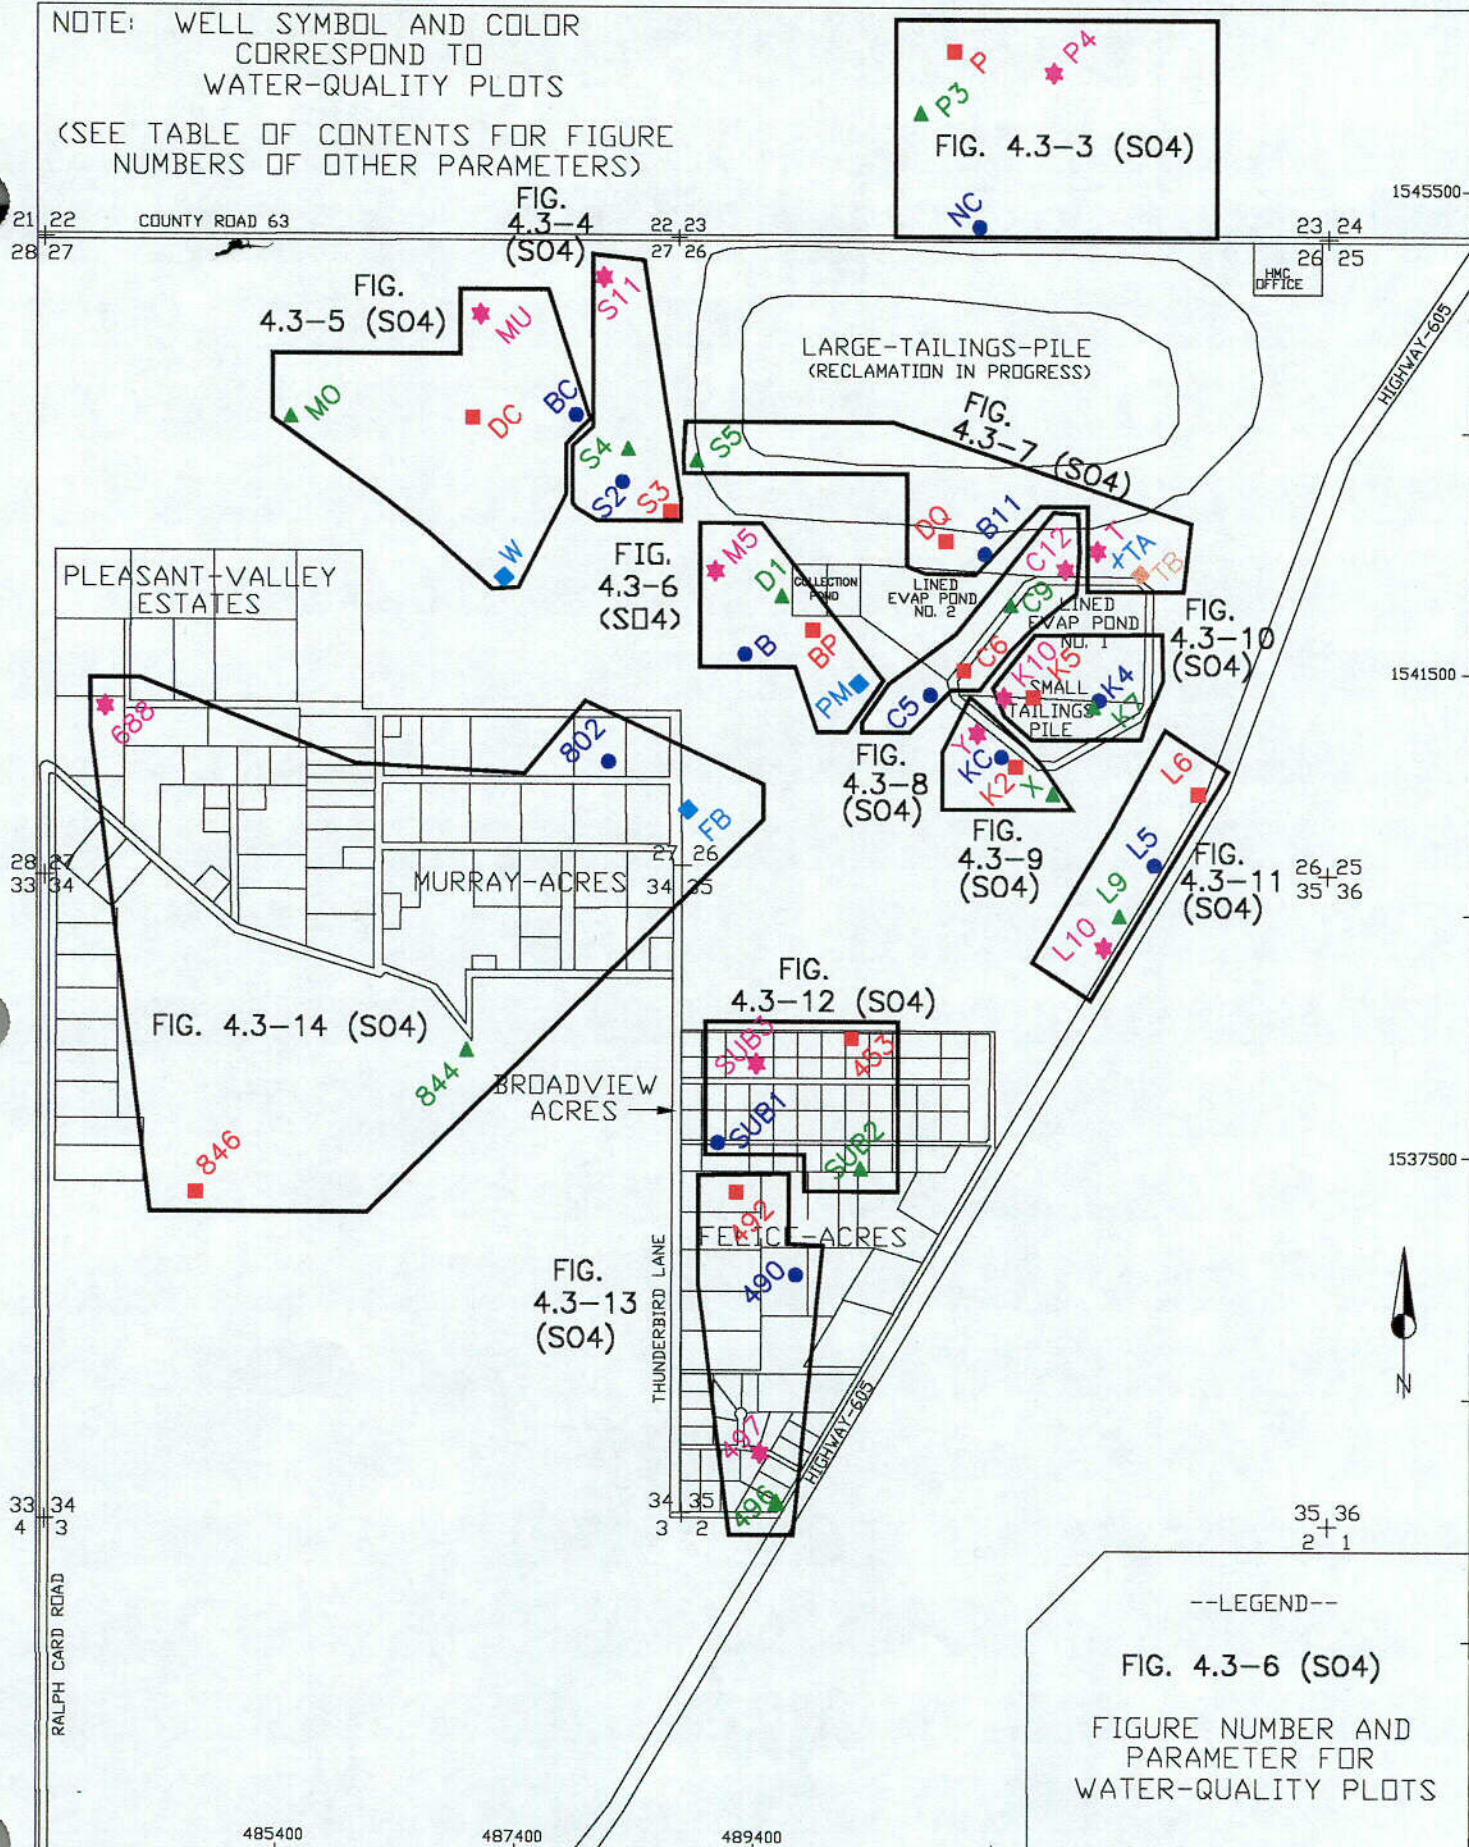 NOTE: WELL SYMBOL AND COLOR
CORRESPOND TO
WATER-QUALITY PLOTS
(SEE TABLE OF CONTENTS FOR FIGURE
NUMBERS OF OTHER PARAMETERS)
P
P4
P3
FIG. 4.3-3 (SO4)
NC
1545500
21 22
28 27
COUNTY ROAD 63
22 23
27 26
23 24
26 25
HMC
OFFICE
FIG.
4.3-4
(SO4)
S11
S4
S2
S3
FIG.
4.3-5 (SO4)
MU
MO
DC
BC
W
LARGE-TAILINGS-PILE
(RECLAMATION IN PROGRESS)
HIGHWAY-605
FIG.
4.3-7 (SO4)
S5
DQ
B11
T
TA
TB
FIG.
4.3-6
(SO4)
M5
D1
B
BP
PM
COLLECTION
POND
LINED
EVAP POND
NO. 2
C12
C9
C6
C5
LINED
EVAP POND
NO. 1
FIG.
4.3-10
(SO4)
K10
K5
K4
K7
SMALL
TAILINGS
PILE
1541500
PLEASANT-VALLEY
ESTATES
688
802
FB
FIG.
4.3-8
(SO4)
Y
KC
K2
X
FIG.
4.3-9
(SO4)
L6
L5
L9
L10
FIG.
4.3-11
(SO4)
28 27
33 34
MURRAY-ACRES
27 26
34 35
26 25
35 36
FIG. 4.3-14 (SO4)
844
846
FIG.
4.3-12 (SO4)
SUB3
453
SUB1
SUB2
BROADVIEW
ACRES
1537500
492
FELICE-ACRES
490
FIG.
4.3-13
(SO4)
THUNDERBIRD LANE
497
496
HIGHWAY-605
N
33 34
4 3
34 35
3 2
35 36
2 1
RALPH CARD ROAD
--LEGEND--
FIG. 4.3-6 (SO4)
FIGURE NUMBER AND
PARAMETER FOR
WATER-QUALITY PLOTS
485400
487400
489400